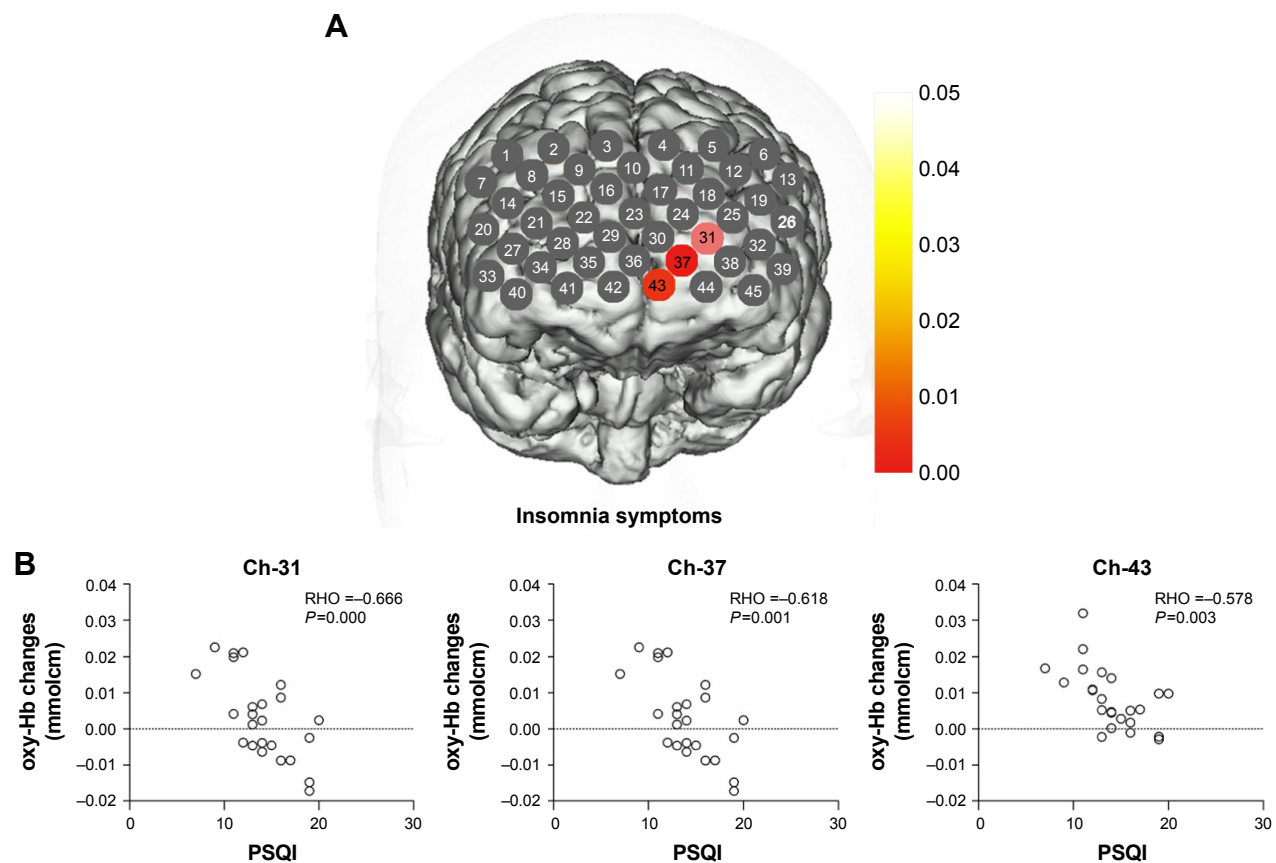 A
1 2 3 4 5 6
7 8 9 10 11 12 13
14 15 16 17 18 19
20 21 22 23 24 25 26
27 28 29 30 31 32
33 34 35 36 37 38 39
40 41 42 43 44 45
0.05
0.04
0.03
0.02
0.01
0.00
Insomnia symptoms
B
Ch-31
oxy-Hb changes
(mmolcm)
0.04
0.03
0.02
0.01
0.00
–0.01
–0.02
RHO =–0.666
P=0.000
0 10 20 30
PSQI
Ch-37
oxy-Hb changes
(mmolcm)
0.04
0.03
0.02
0.01
0.00
–0.01
–0.02
RHO =–0.618
P=0.001
0 10 20 30
PSQI
Ch-43
oxy-Hb changes
(mmolcm)
0.04
0.03
0.02
0.01
0.00
–0.01
–0.02
RHO =–0.578
P=0.003
0 10 20 30
PSQI